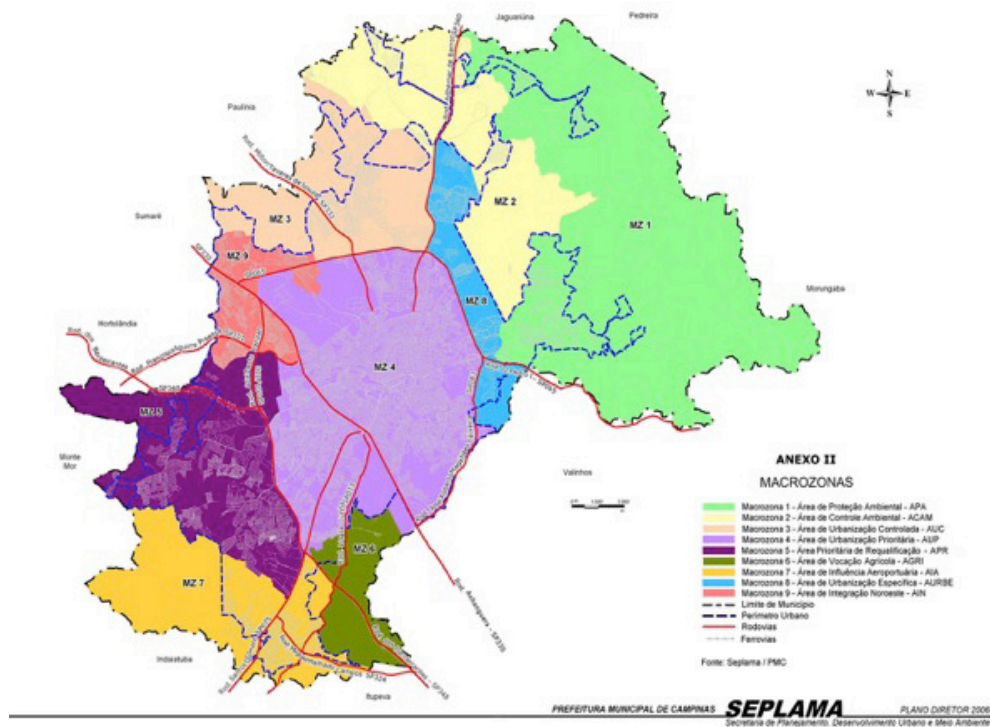 Jaguariúna
Pedreira
N
W E
S
Paulínia
Sumaré
MZ 3
MZ 2
MZ 1
MZ 9
Morungaba
MZ 8
Hortolândia
MZ 4
MZ 5
Monte
Mor
Valinhos
MZ 6
MZ 7
Rod. Anhanguera - SP330
Indaiatuba
Itupeva
ANEXO II
MACROZONAS
Macrozona 1 - Área de Proteção Ambiental - APA
Macrozona 2 - Área de Controle Ambiental - ACAM
Macrozona 3 - Área de Urbanização Controlada - AUC
Macrozona 4 - Área de Urbanização Prioritária - AUP
Macrozona 5 - Área Prioritária de Requalificação - APR
Macrozona 6 - Área de Vocação Agrícola - AGRI
Macrozona 7 - Área de Influência Aeroportuária - AIA
Macrozona 8 - Área de Urbanização Específica - AURBE
Macrozona 9 - Área de Integração Noroeste - AIN
Limite de Município
Perímetro Urbano
Rodovias
Ferrovias
Fonte: Seplama / PMC
PREFEITURA MUNICIPAL DE CAMPINAS SEPLAMA PLANO DIRETOR 2006
Secretaria de Planejamento, Desenvolvimento Urbano e Meio Ambiente